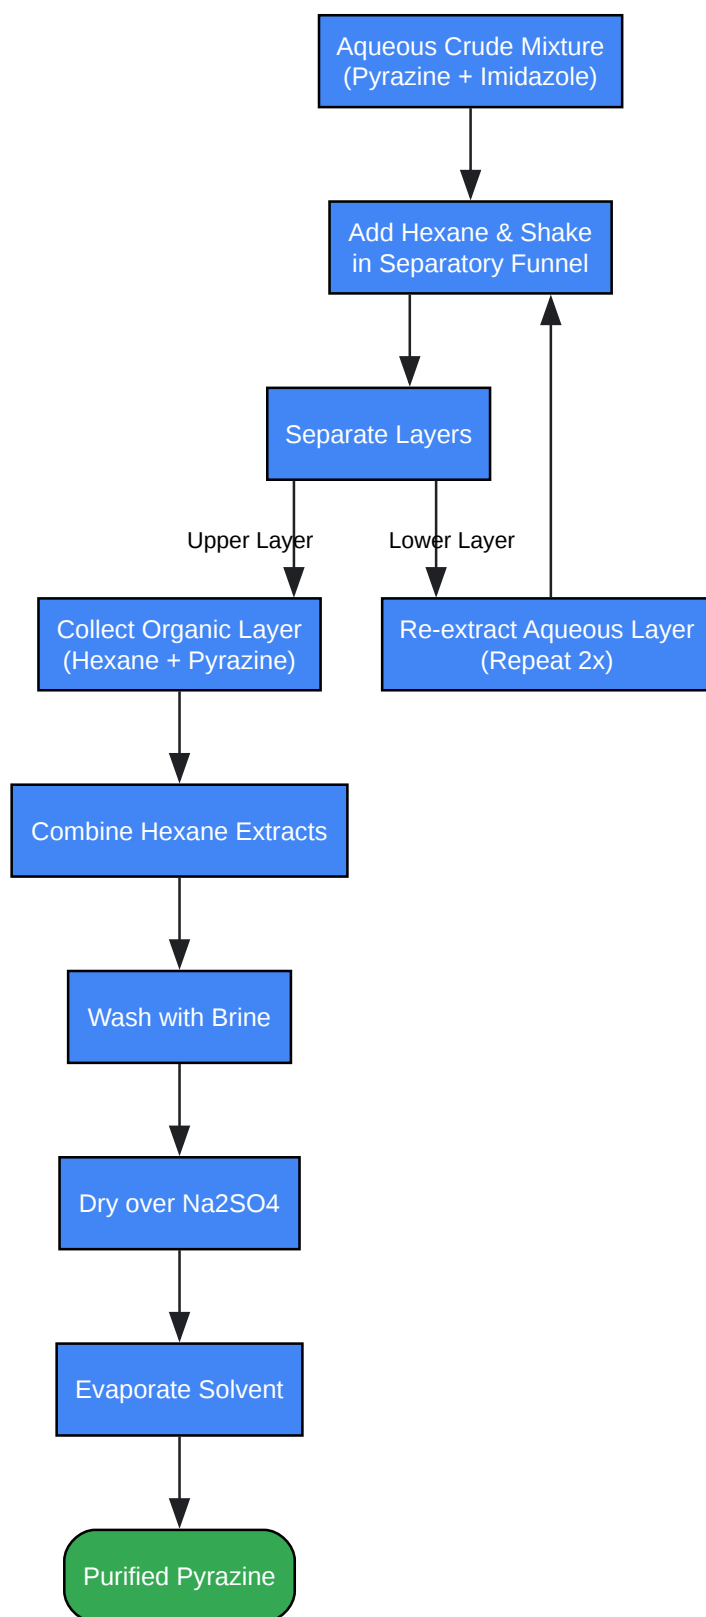 Aqueous Crude Mixture
(Pyrazine + Imidazole)
Add Hexane & Shake
in Separatory Funnel
Separate Layers
Upper Layer
Lower Layer
Collect Organic Layer
(Hexane + Pyrazine)
Re-extract Aqueous Layer
(Repeat 2x)
Combine Hexane Extracts
Wash with Brine
Dry over Na2SO4
Evaporate Solvent
Purified Pyrazine